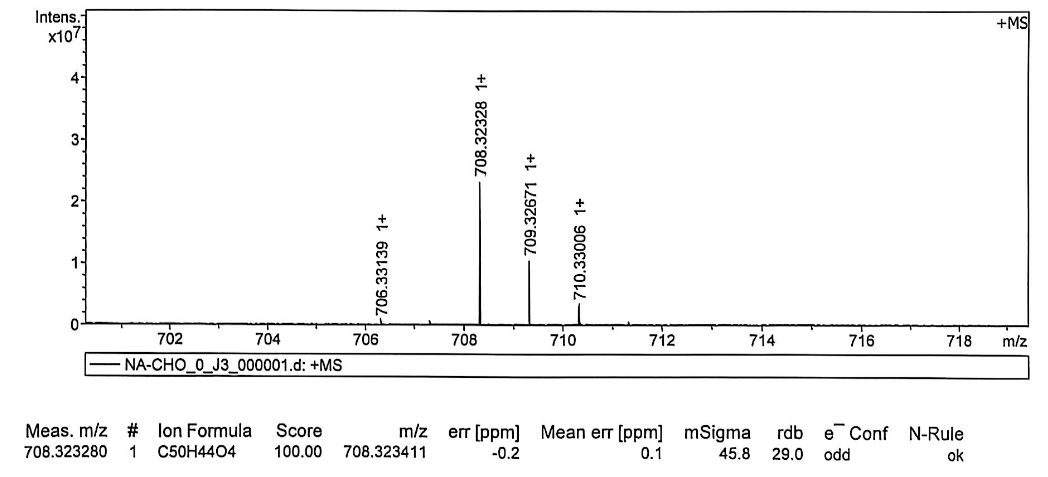 Intens.
x10⁷
+MS
4
3
2
1
0
706.33139 1+
708.32328 1+
709.32671 1+
710.33006 1+
702 704 706 708 710 712 714 716 718 m/z
NA-CHO_0_J3_000001.d: +MS
Meas. m/z # Ion Formula Score m/z err [ppm] Mean err [ppm] mSigma rdb e⁻ Conf N-Rule
708.323280 1 C50H44O4 100.00 708.323411 -0.2 0.1 45.8 29.0 odd ok